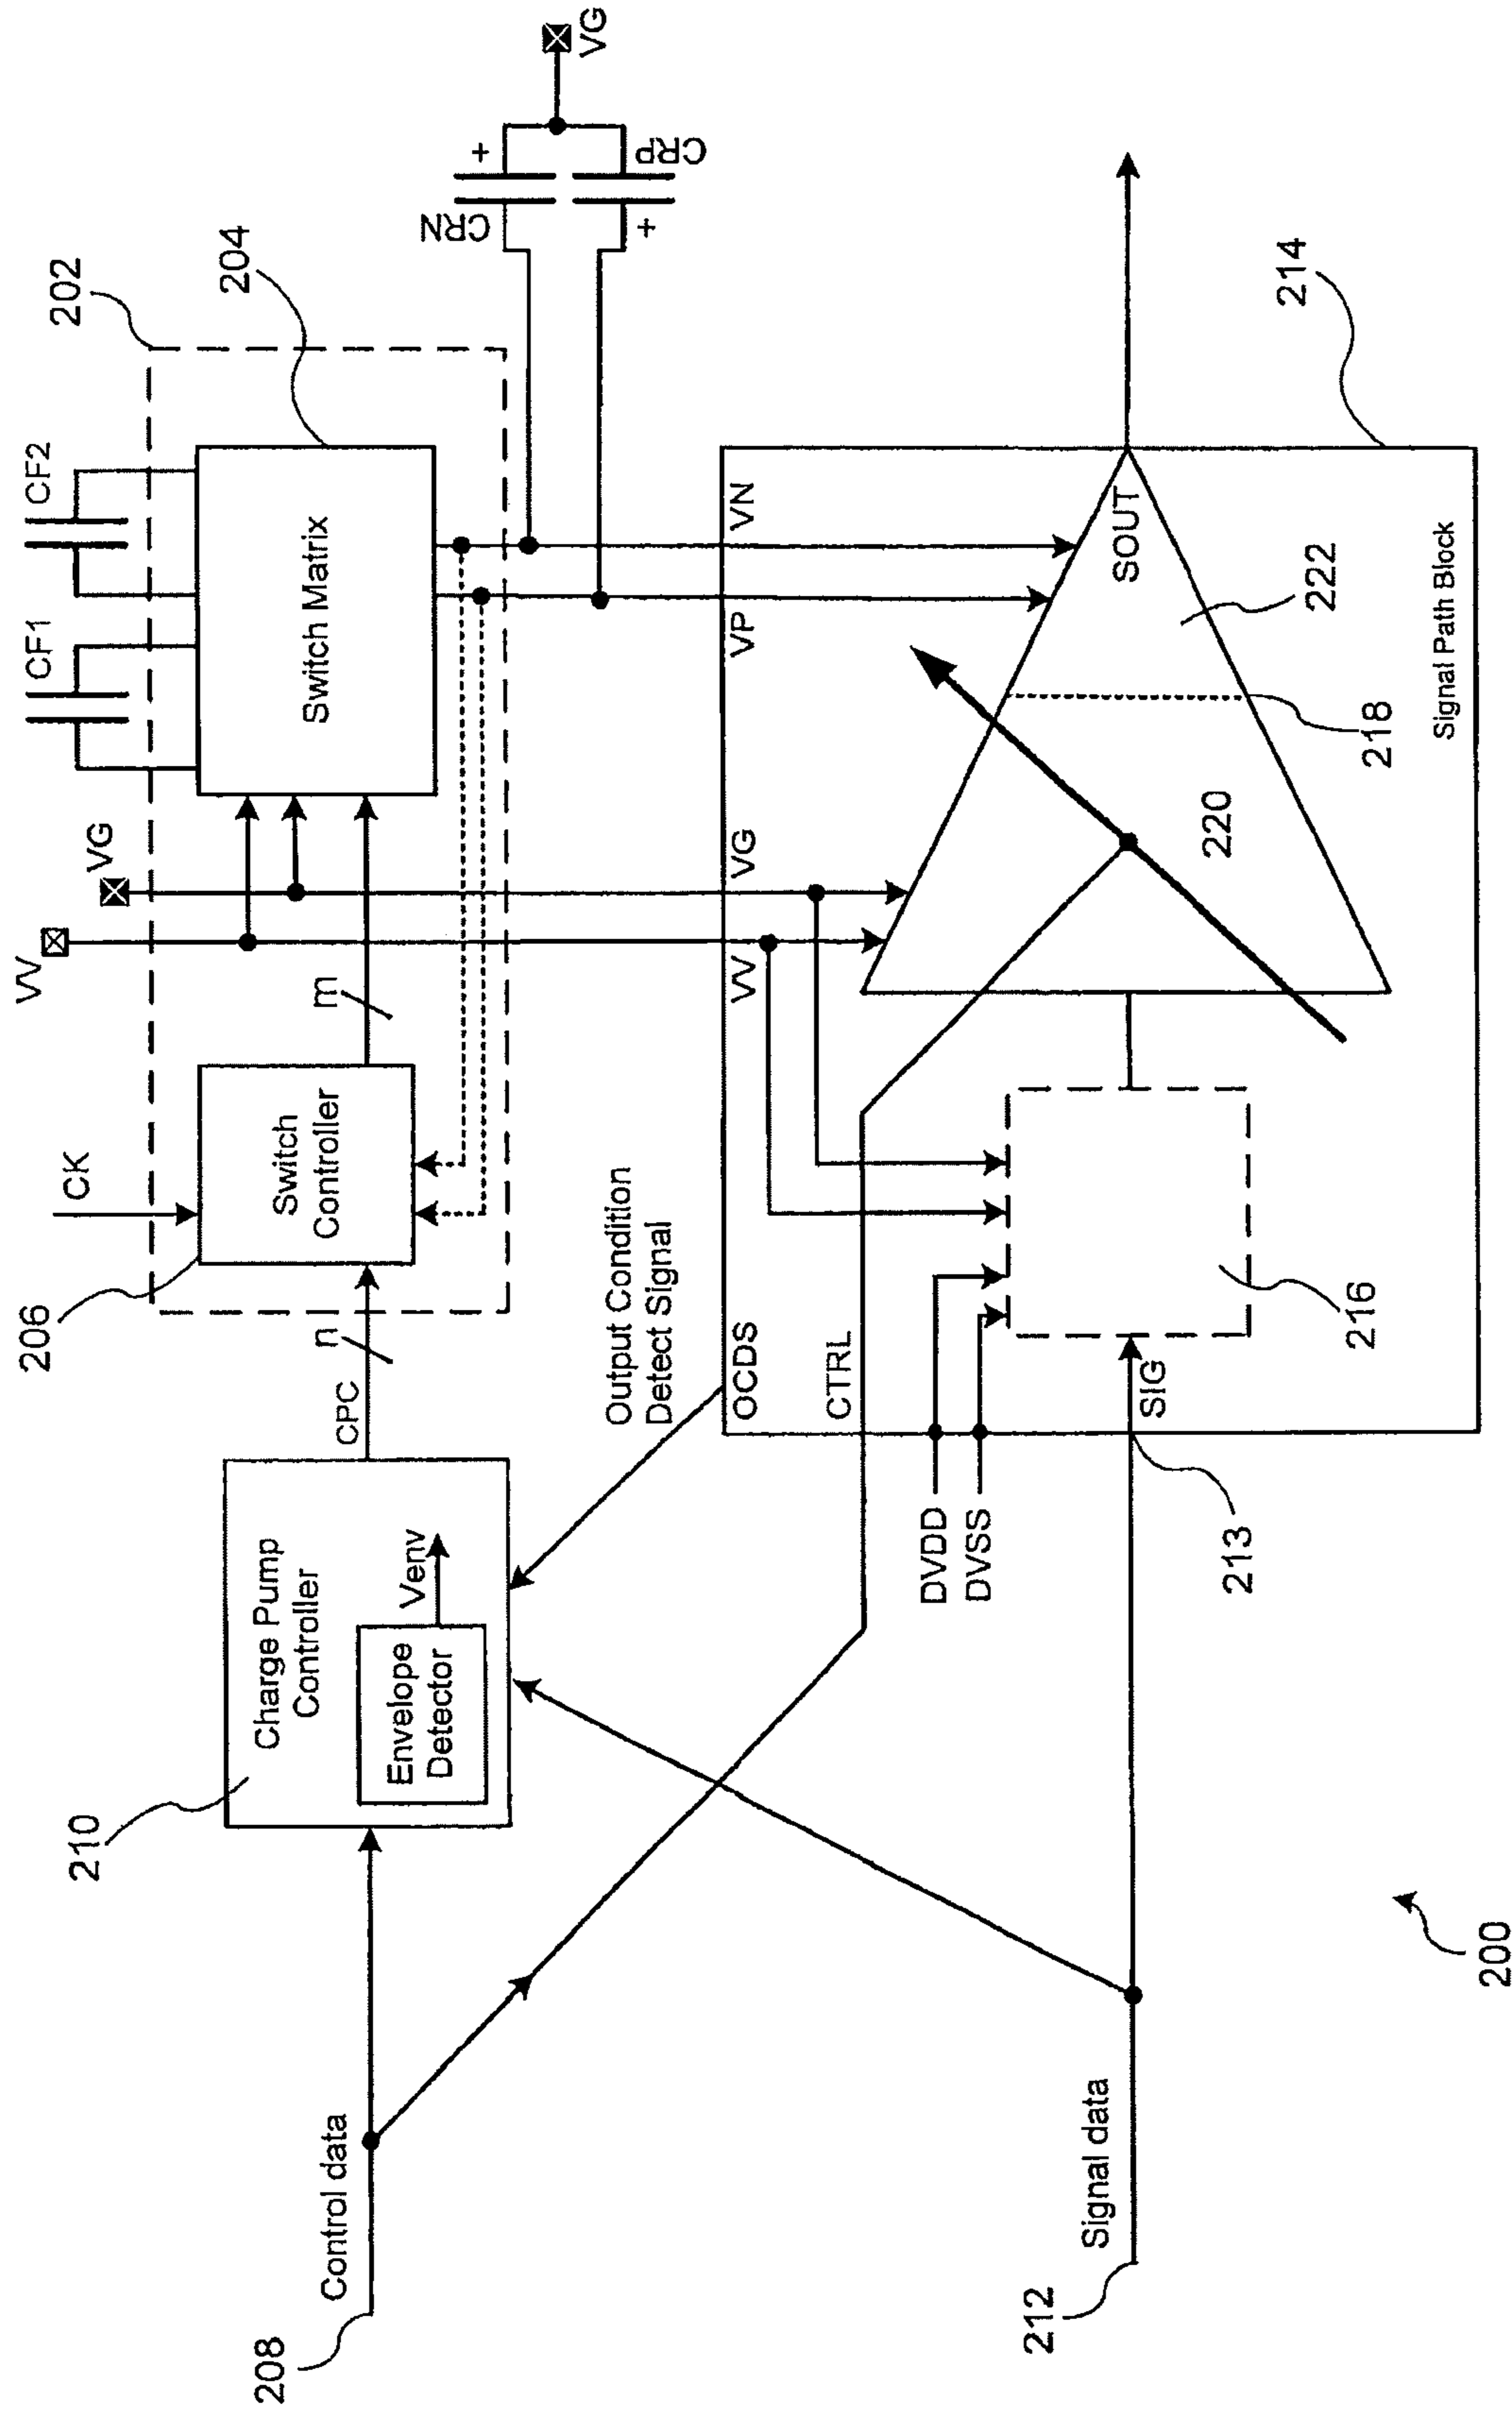 202
CF1
CF2
204
VV
VG
CK
206
Switch
Controller
m
Switch Matrix
+
CRN
CRP
+
VG
210
Charge Pump
Controller
Envelope
Detector
Venv
CPC
n
Control data
208
Output Condition
Detect Signal
OCDS
VV
VG
VP
VN
214
CTRL
DVDD
DVSS
SIG
213
216
220
SOUT
222
218
Signal Path Block
Signal data
212
200